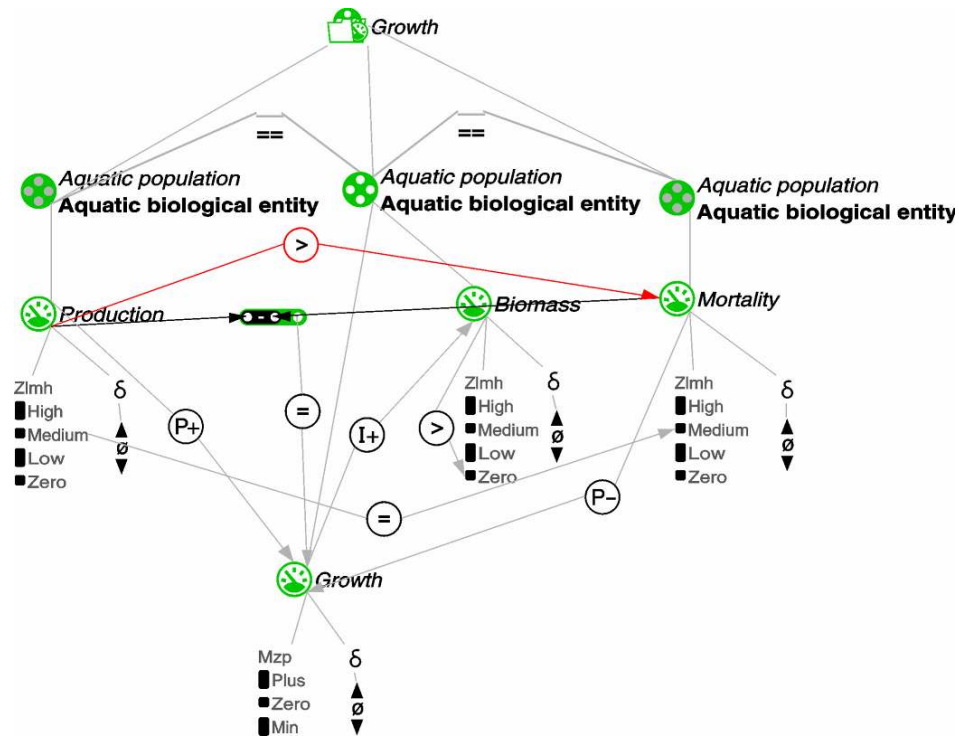 Growth
==
==
Aquatic population
Aquatic biological entity
Aquatic population
Aquatic biological entity
Aquatic population
Aquatic biological entity
>
Production
-
Biomass
Mortality
Zlmh
High
Medium
Low
Zero
δ
ø
P+
=
I+
>
Zlmh
High
Medium
Low
Zero
δ
ø
Zlmh
High
Medium
Low
Zero
δ
ø
=
P−
Growth
Mzp
Plus
Zero
Min
δ
ø